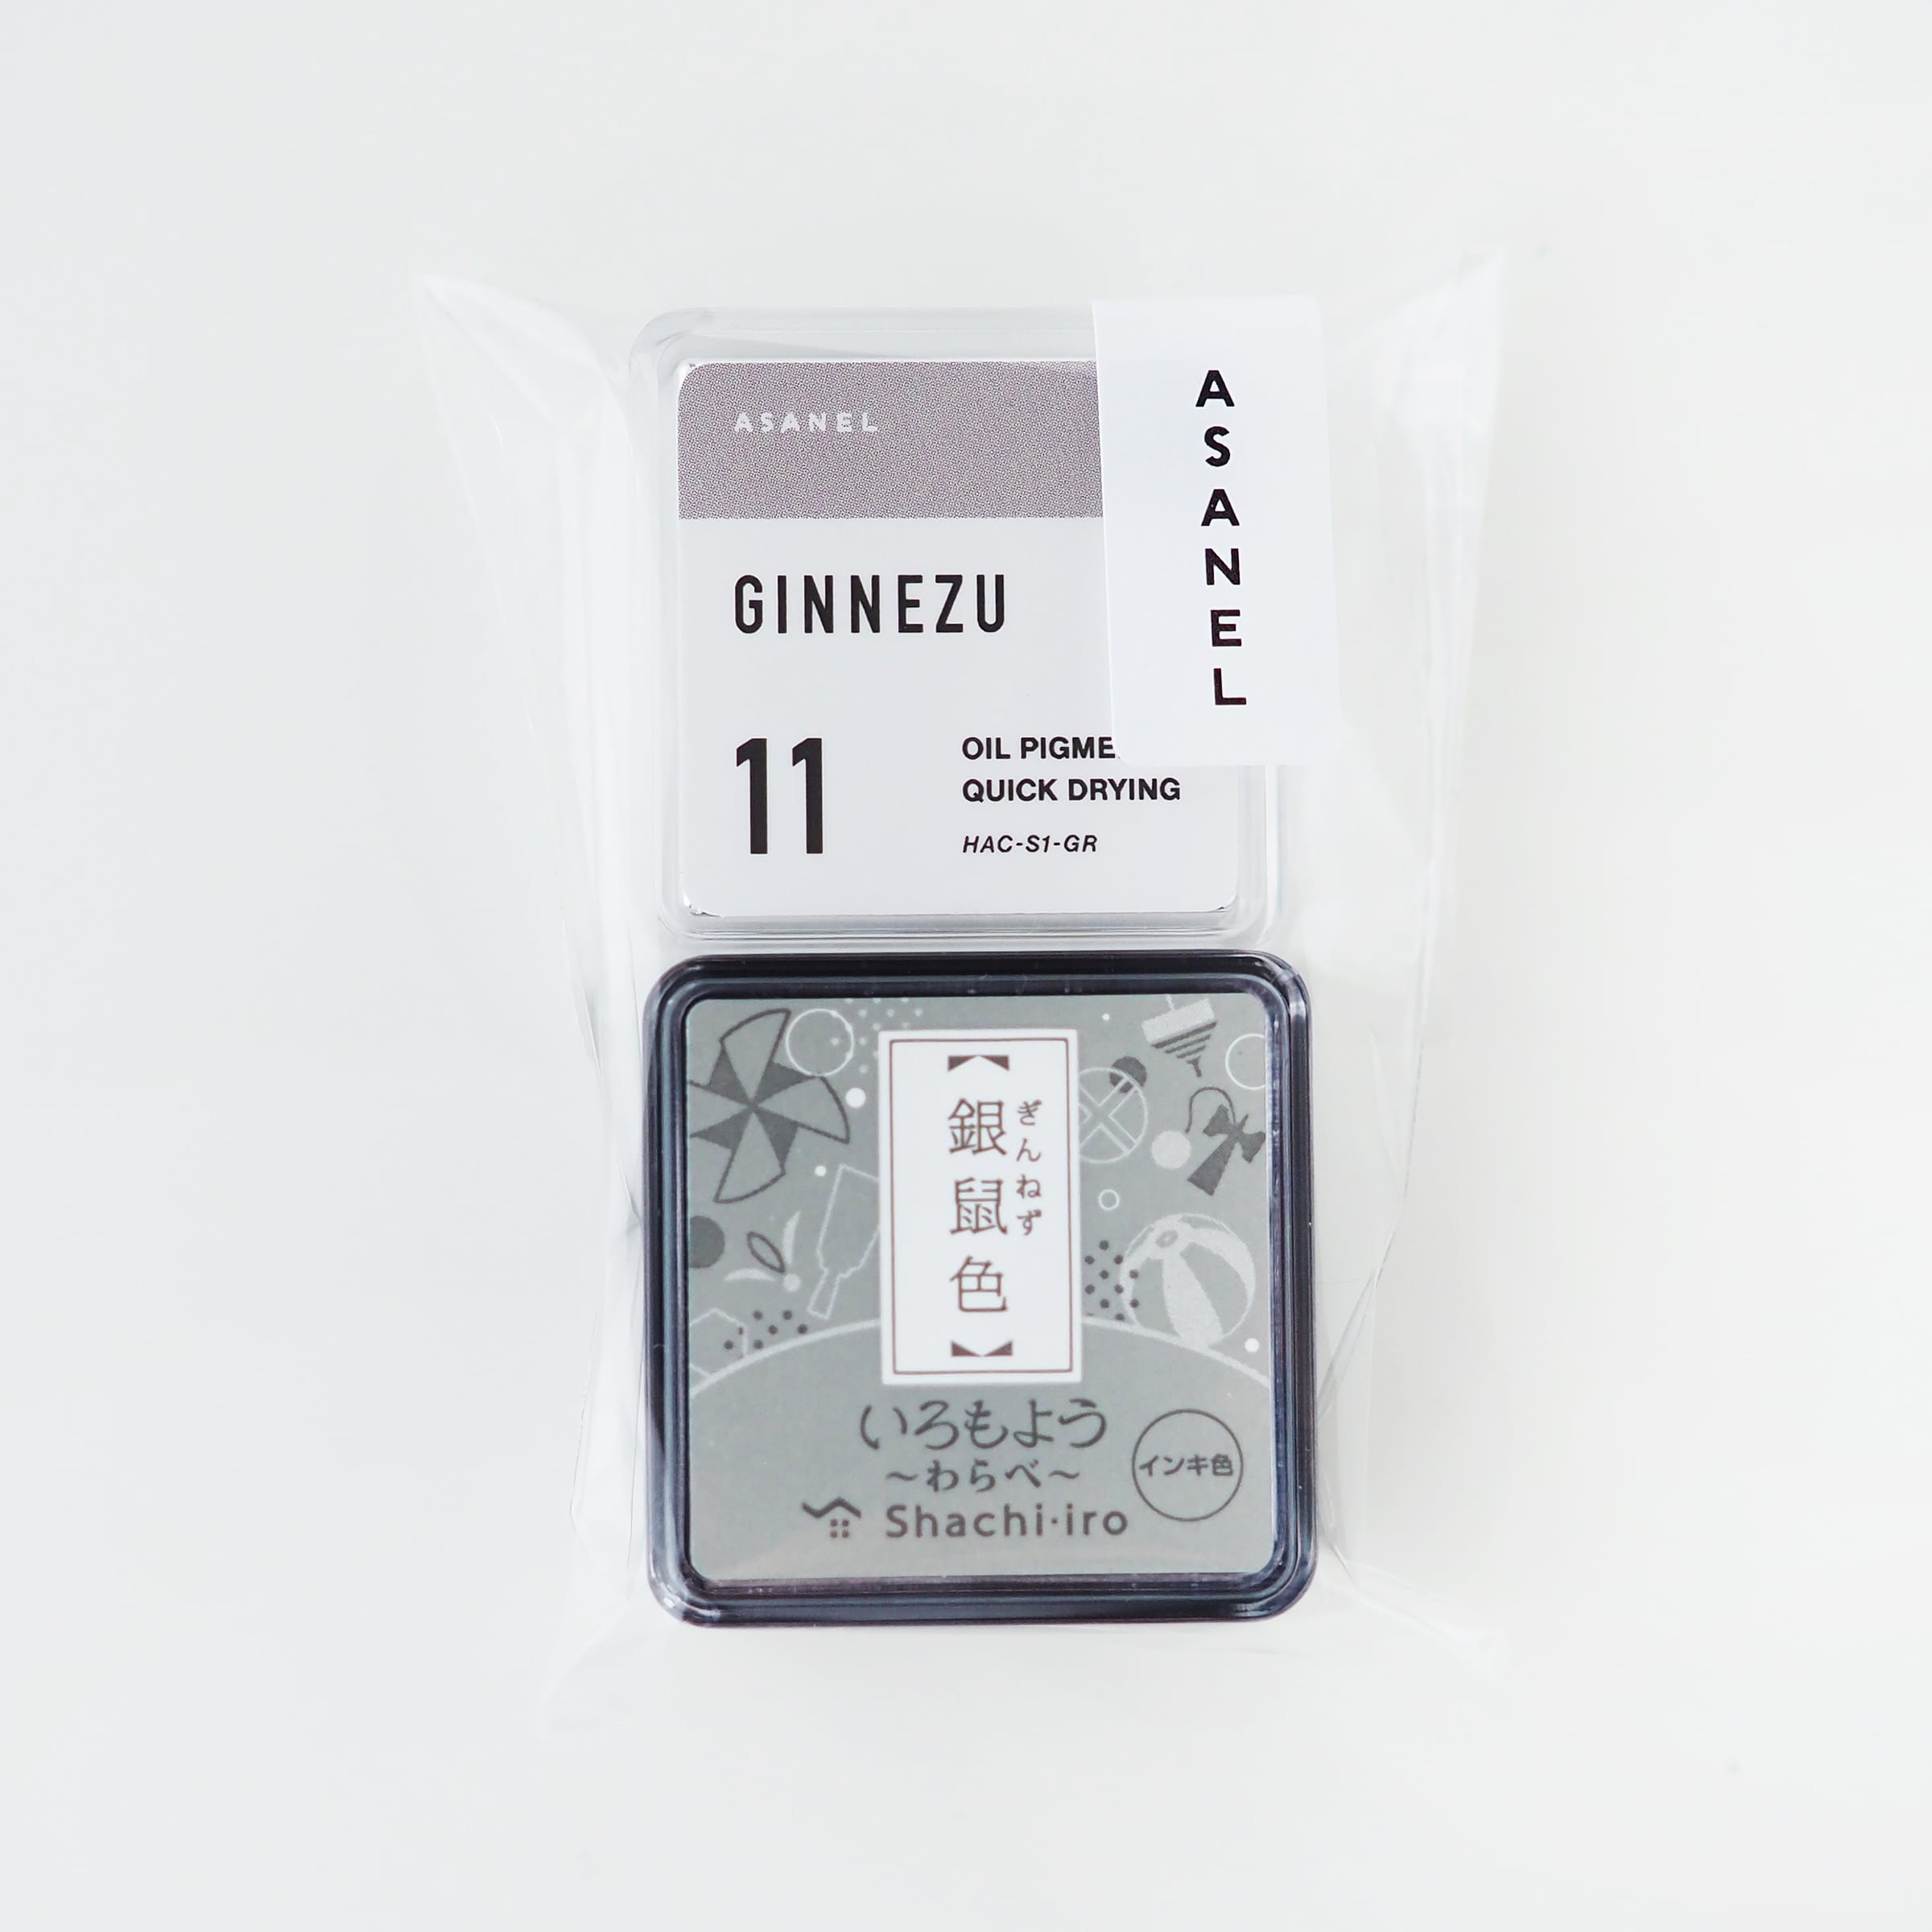 ASANEL
GINNEZU
11
OIL PIGME
QUICK DRYING
HAC-S1-GR
ASANEL
【銀鼠色】
ぎんねず
いろもよう
～わらべ～
インキ色
Shachi・iro